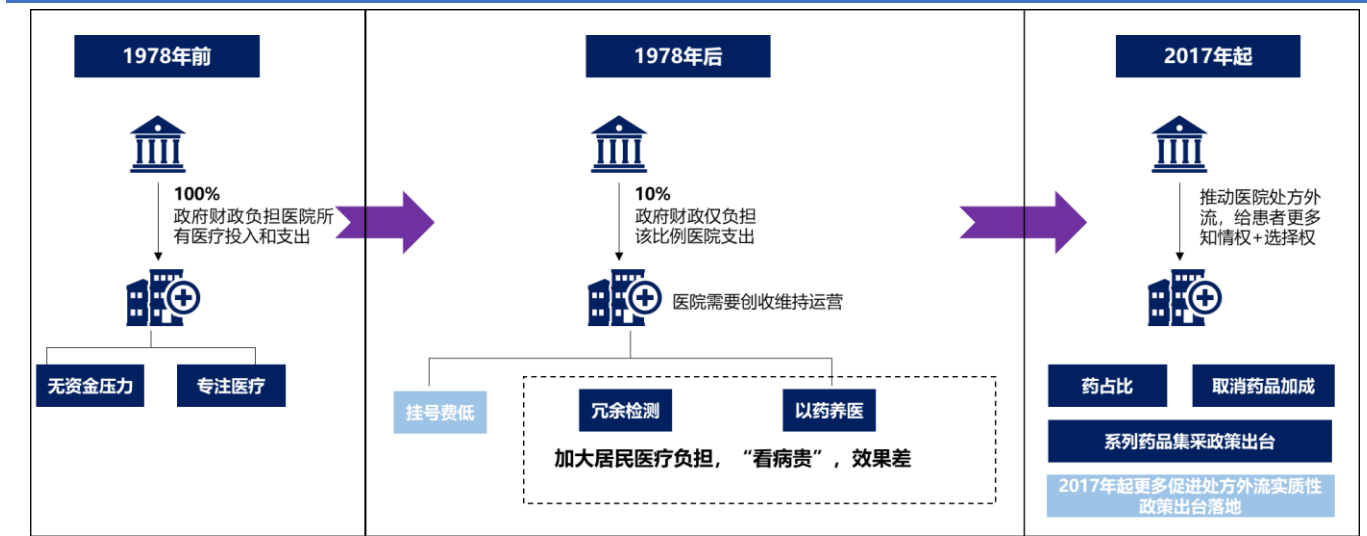 1978年前
100%
政府财政负担医院所
有医疗投入和支出
无资金压力
专注医疗
1978年后
10%
政府财政仅负担
该比例医院支出
医院需要创收维持运营
挂号费低
冗余检测
以药养医
加大居民医疗负担，“看病贵”，效果差
2017年起
推动医院处方外
流，给患者更多
知情权+选择权
药占比
取消药品加成
系列药品集采政策出台
2017年起更多促进处方外流实质性
政策出台落地